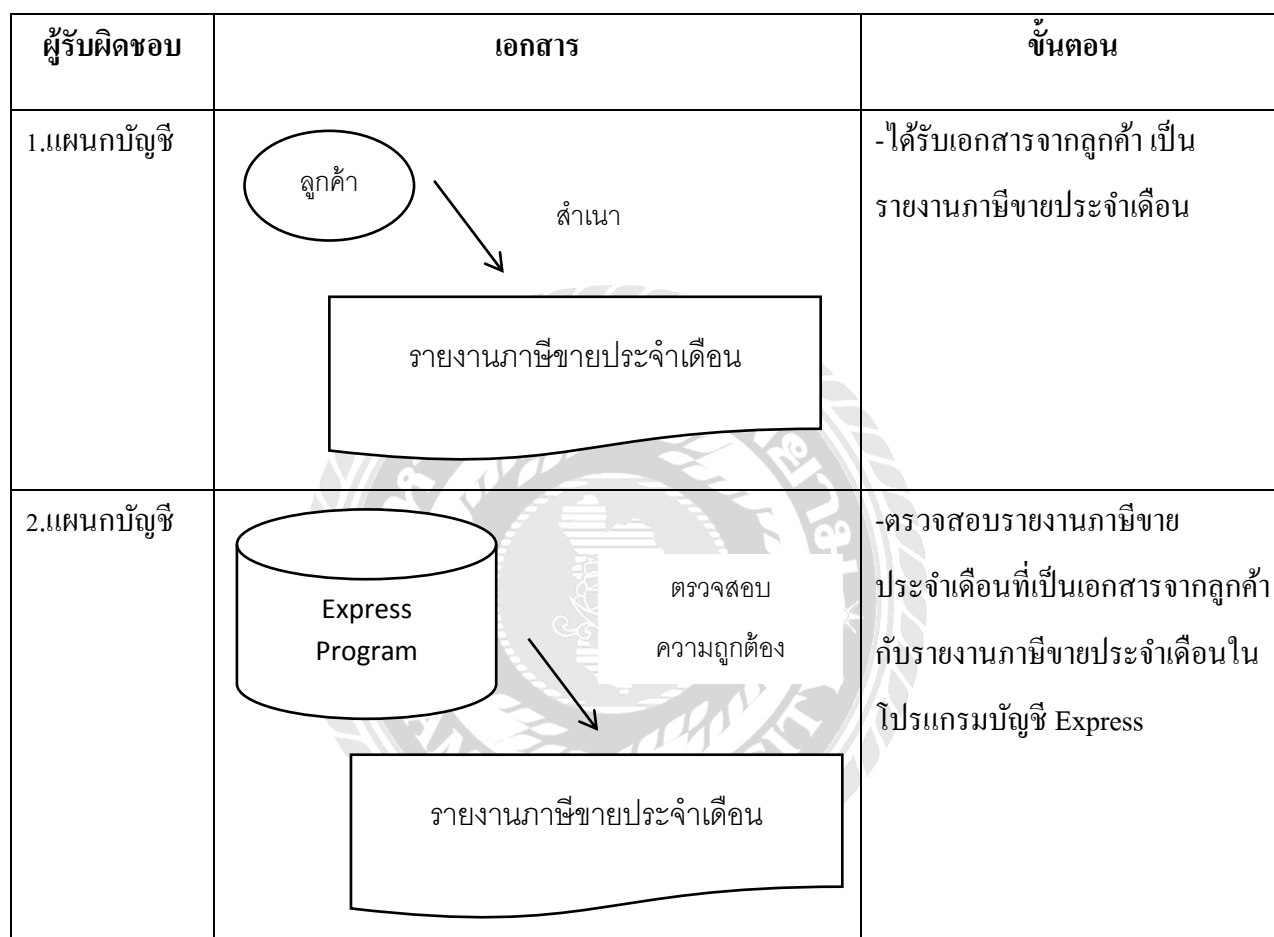 ผู้รับผิดชอบ
เอกสาร
ขั้นตอน
1.แผนกบัญชี
ลูกค้า
สำเนา
รายงานภาษีขายประจำเดือน
-ได้รับเอกสารจากลูกค้า เป็น
รายงานภาษีขายประจำเดือน
2.แผนกบัญชี
Express
Program
ตรวจสอบ
ความถูกต้อง
รายงานภาษีขายประจำเดือน
-ตรวจสอบรายงานภาษีขาย
ประจำเดือนที่เป็นเอกสารจากลูกค้า
กับรายงานภาษีขายประจำเดือนใน
โปรแกรมบัญชี Express